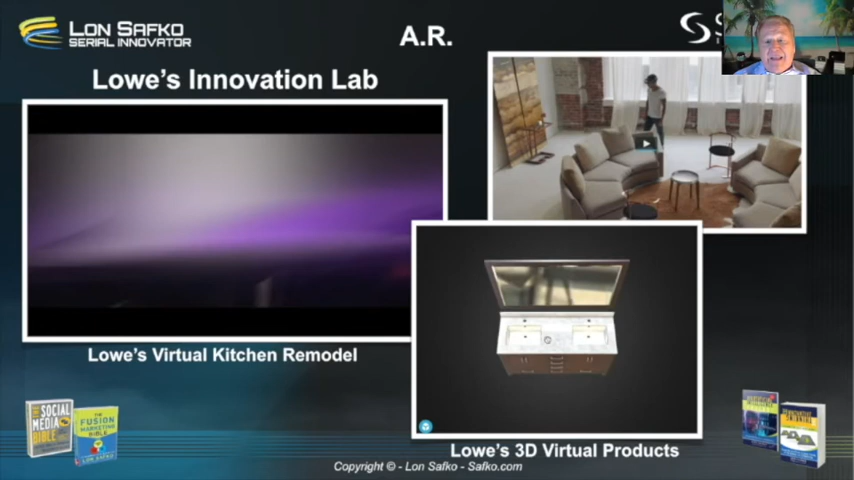 LON SAFKO
SERIAL INNOVATOR
A.R.
S
Lowe's Innovation Lab
Lowe's Virtual Kitchen Remodel
Lowe's 3D Virtual Products
SOCIAL
MEDIA
BIBLE
THE
FUSION
MARKETING
BIBLE
LON SAFKO
Copyright © - Lon Safko - Safko.com